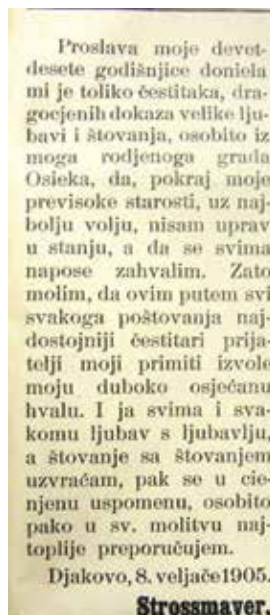 Proslava moje devet-
desete godišnjice doniela
mi je toliko čestitaka, dra-
gocjenih dokaza velike lju-
bavi i štovanja, osobito iz
moga rodjenoga grada
Osieka, da, pokraj moje
previsoke starosti, uz naj-
bolju volju, nisam uprav
u stanju, a da se svima
napose zahvalim. Zato
molim, da ovim putem svi
svakoga poštovanja naj-
dostojniji čestitari prija-
telji moji primiti izvole
moju duboko osjećanu
hvalu. I ja svima i sva-
komu ljubav s ljubavlju,
a štovanje sa štovanjem
uzvraćam, pak se u cie-
njenu uspomenu, osobito
pako u sv. molitvu naj-
toplije preporučujem.
Djakovo, 8. veljače 1905.
Strossmayer.